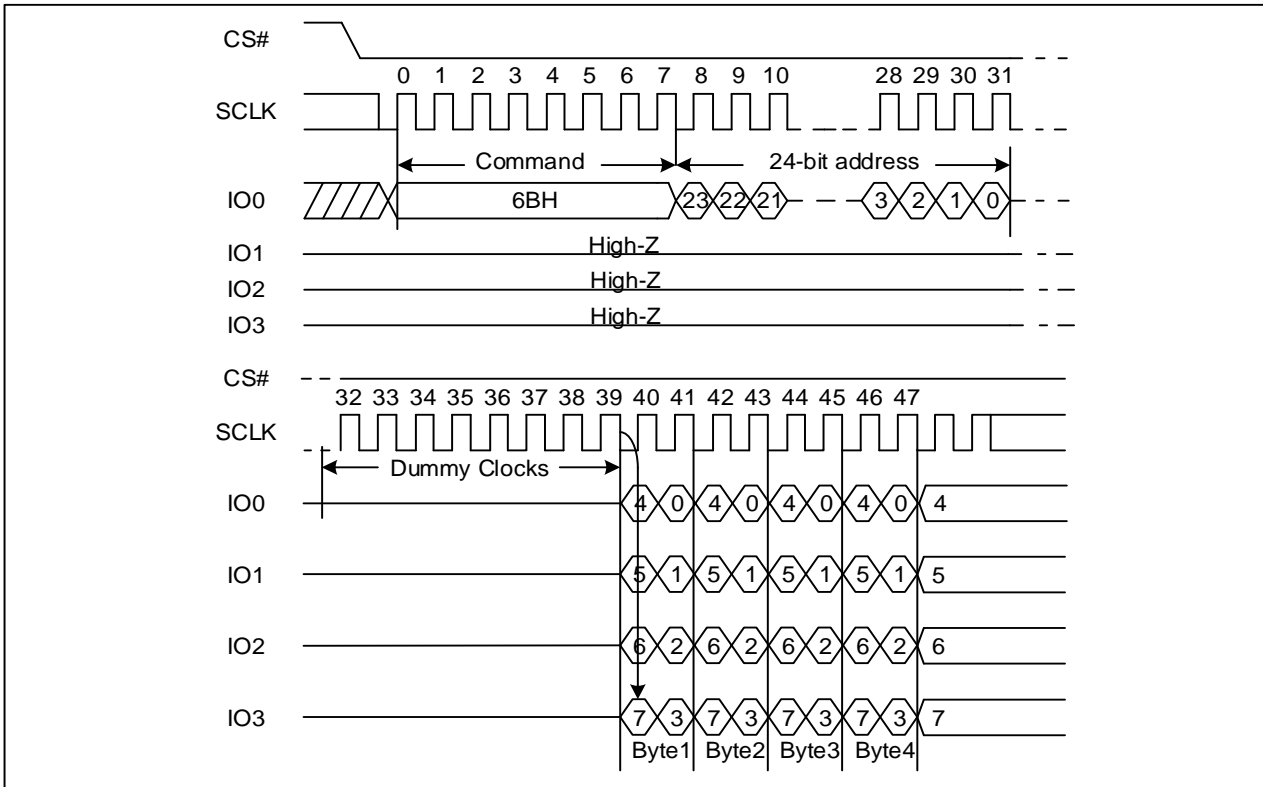 CS#
0 1 2 3 4 5 6 7 8 9 10 28 29 30 31
SCLK
Command 24-bit address
IO0 6BH 23 22 21 3 2 1 0
IO1 High-Z
IO2 High-Z
IO3 High-Z
CS#
32 33 34 35 36 37 38 39 40 41 42 43 44 45 46 47
SCLK
Dummy Clocks
IO0 4 0 4 0 4 0 4 0 4
IO1 5 1 5 1 5 1 5 1 5
IO2 6 2 6 2 6 2 6 2 6
IO3 7 3 7 3 7 3 7 3 7
Byte1 Byte2 Byte3 Byte4